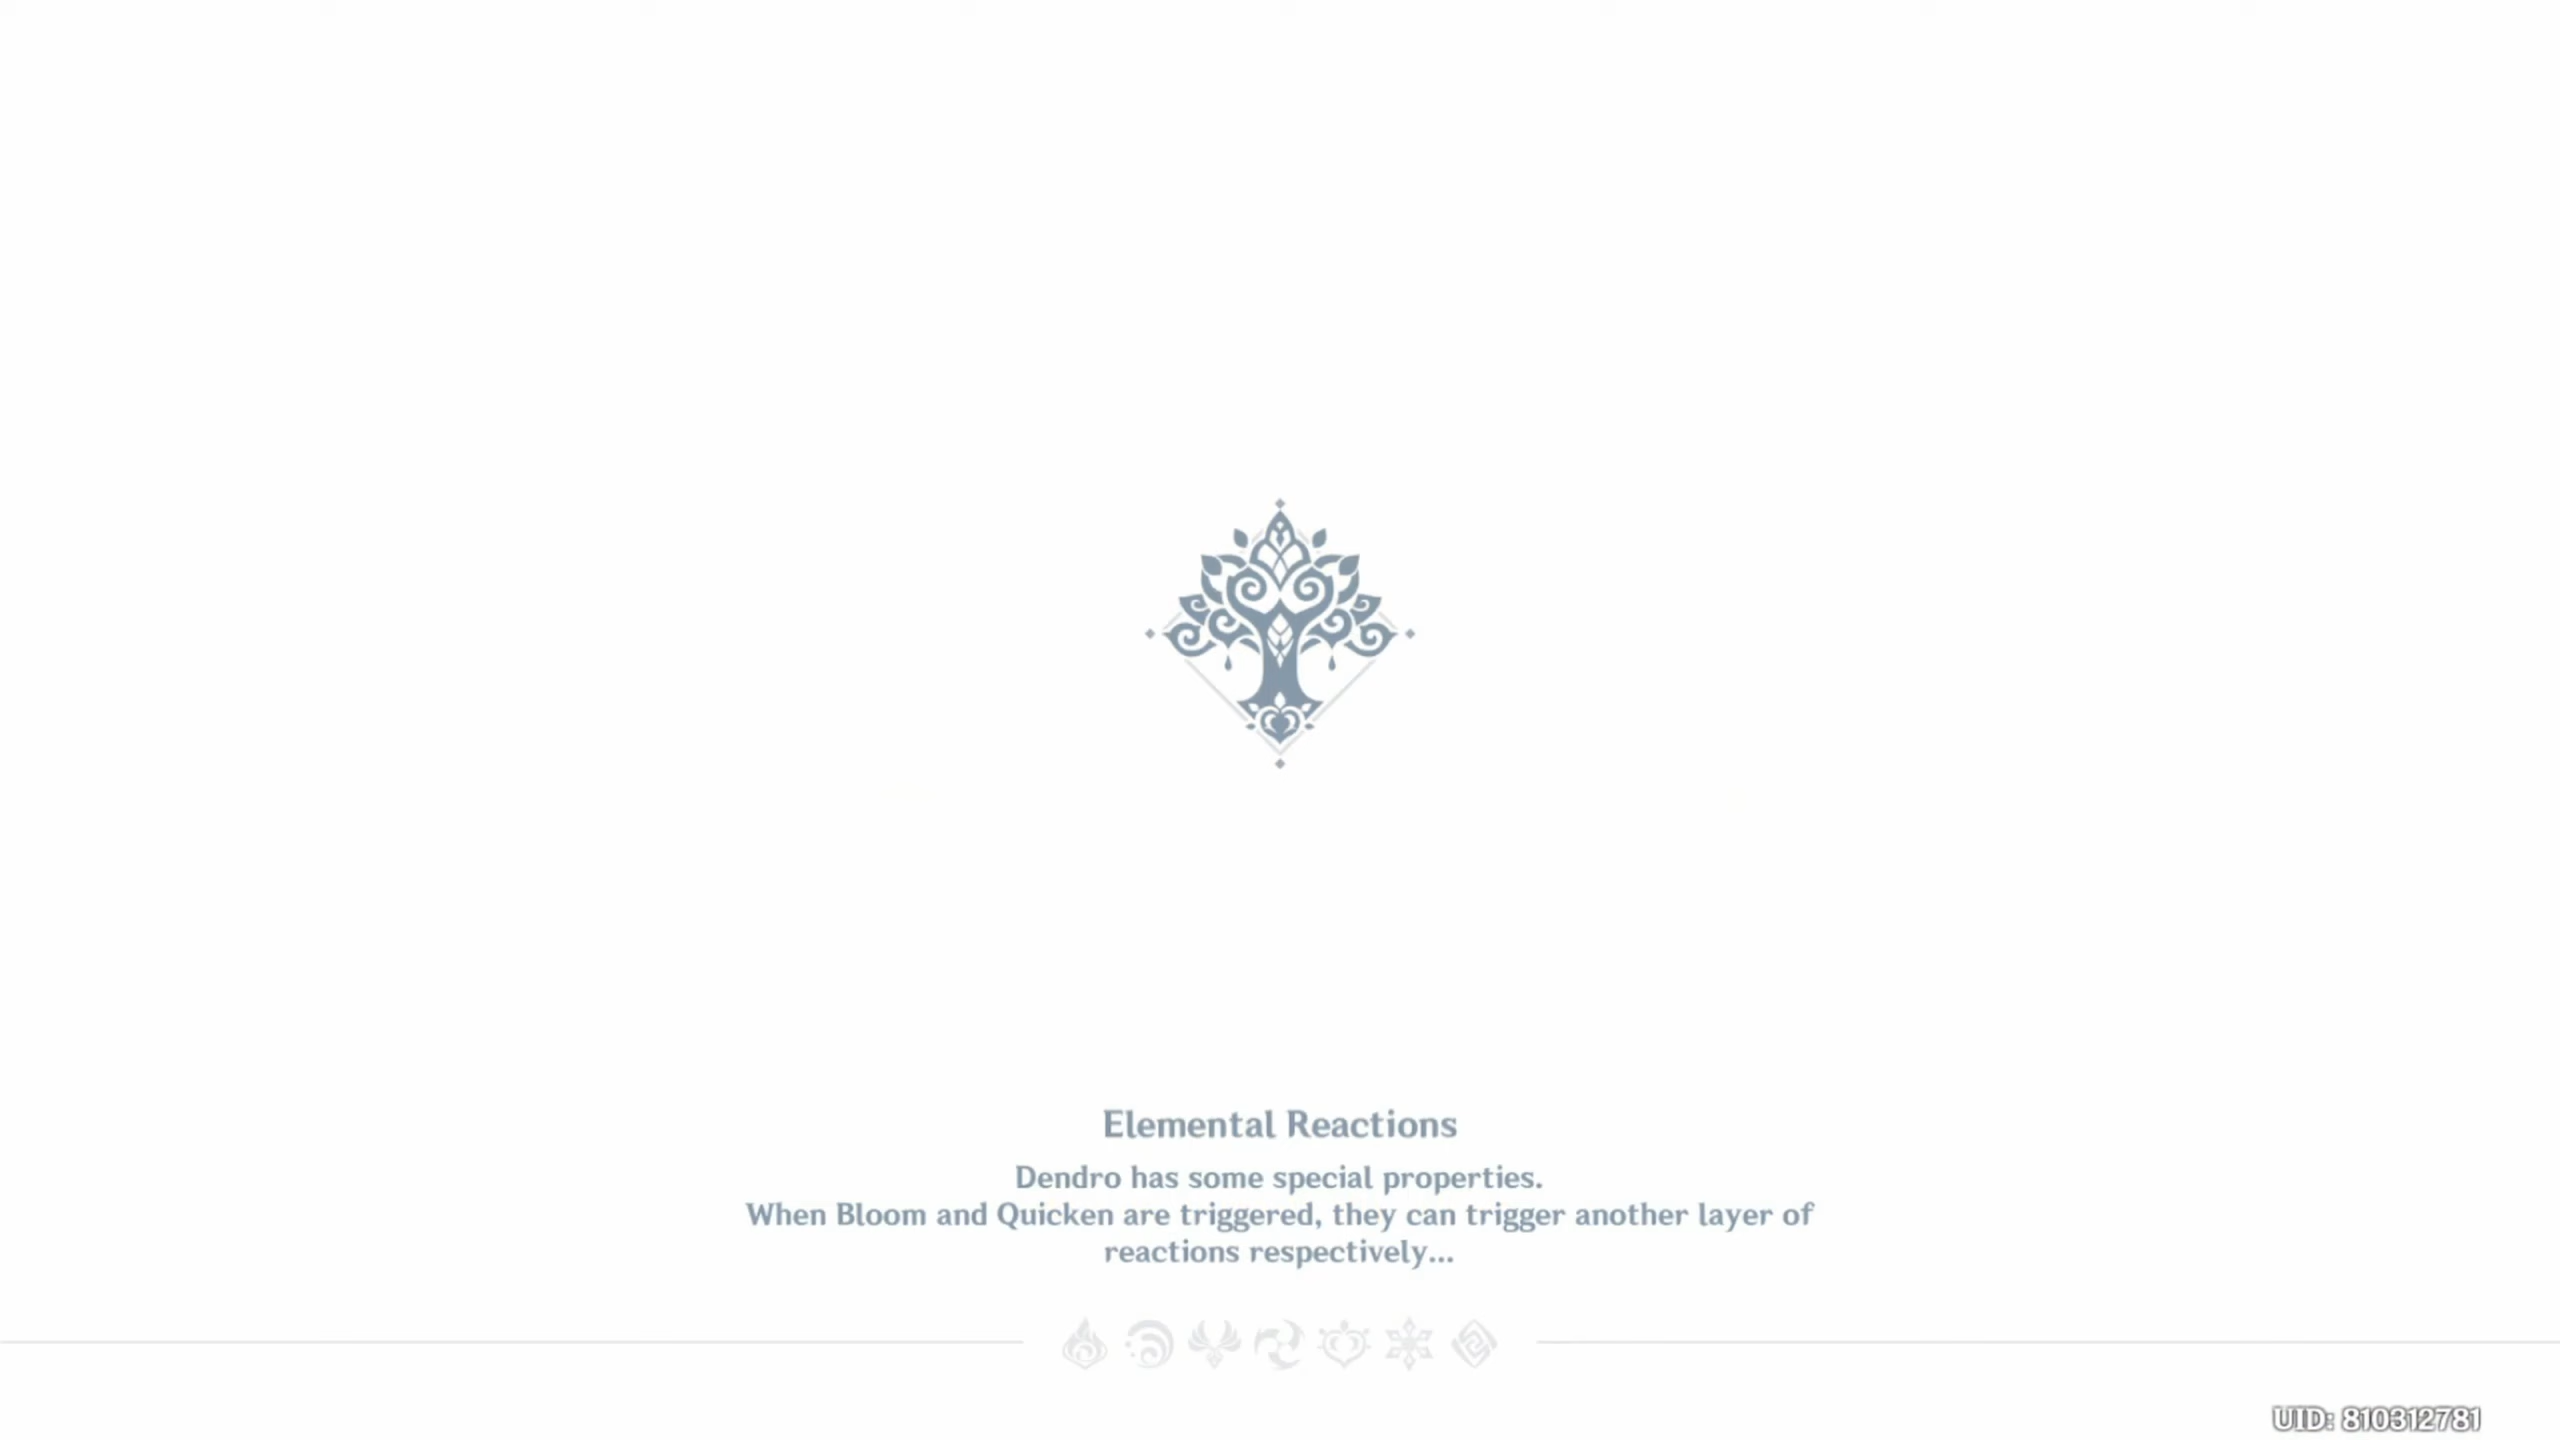 Elemental Reactions
Dendro has some special properties.
When Bloom and Quicken are triggered, they can trigger another layer of
reactions respectively...
UID: 810312781